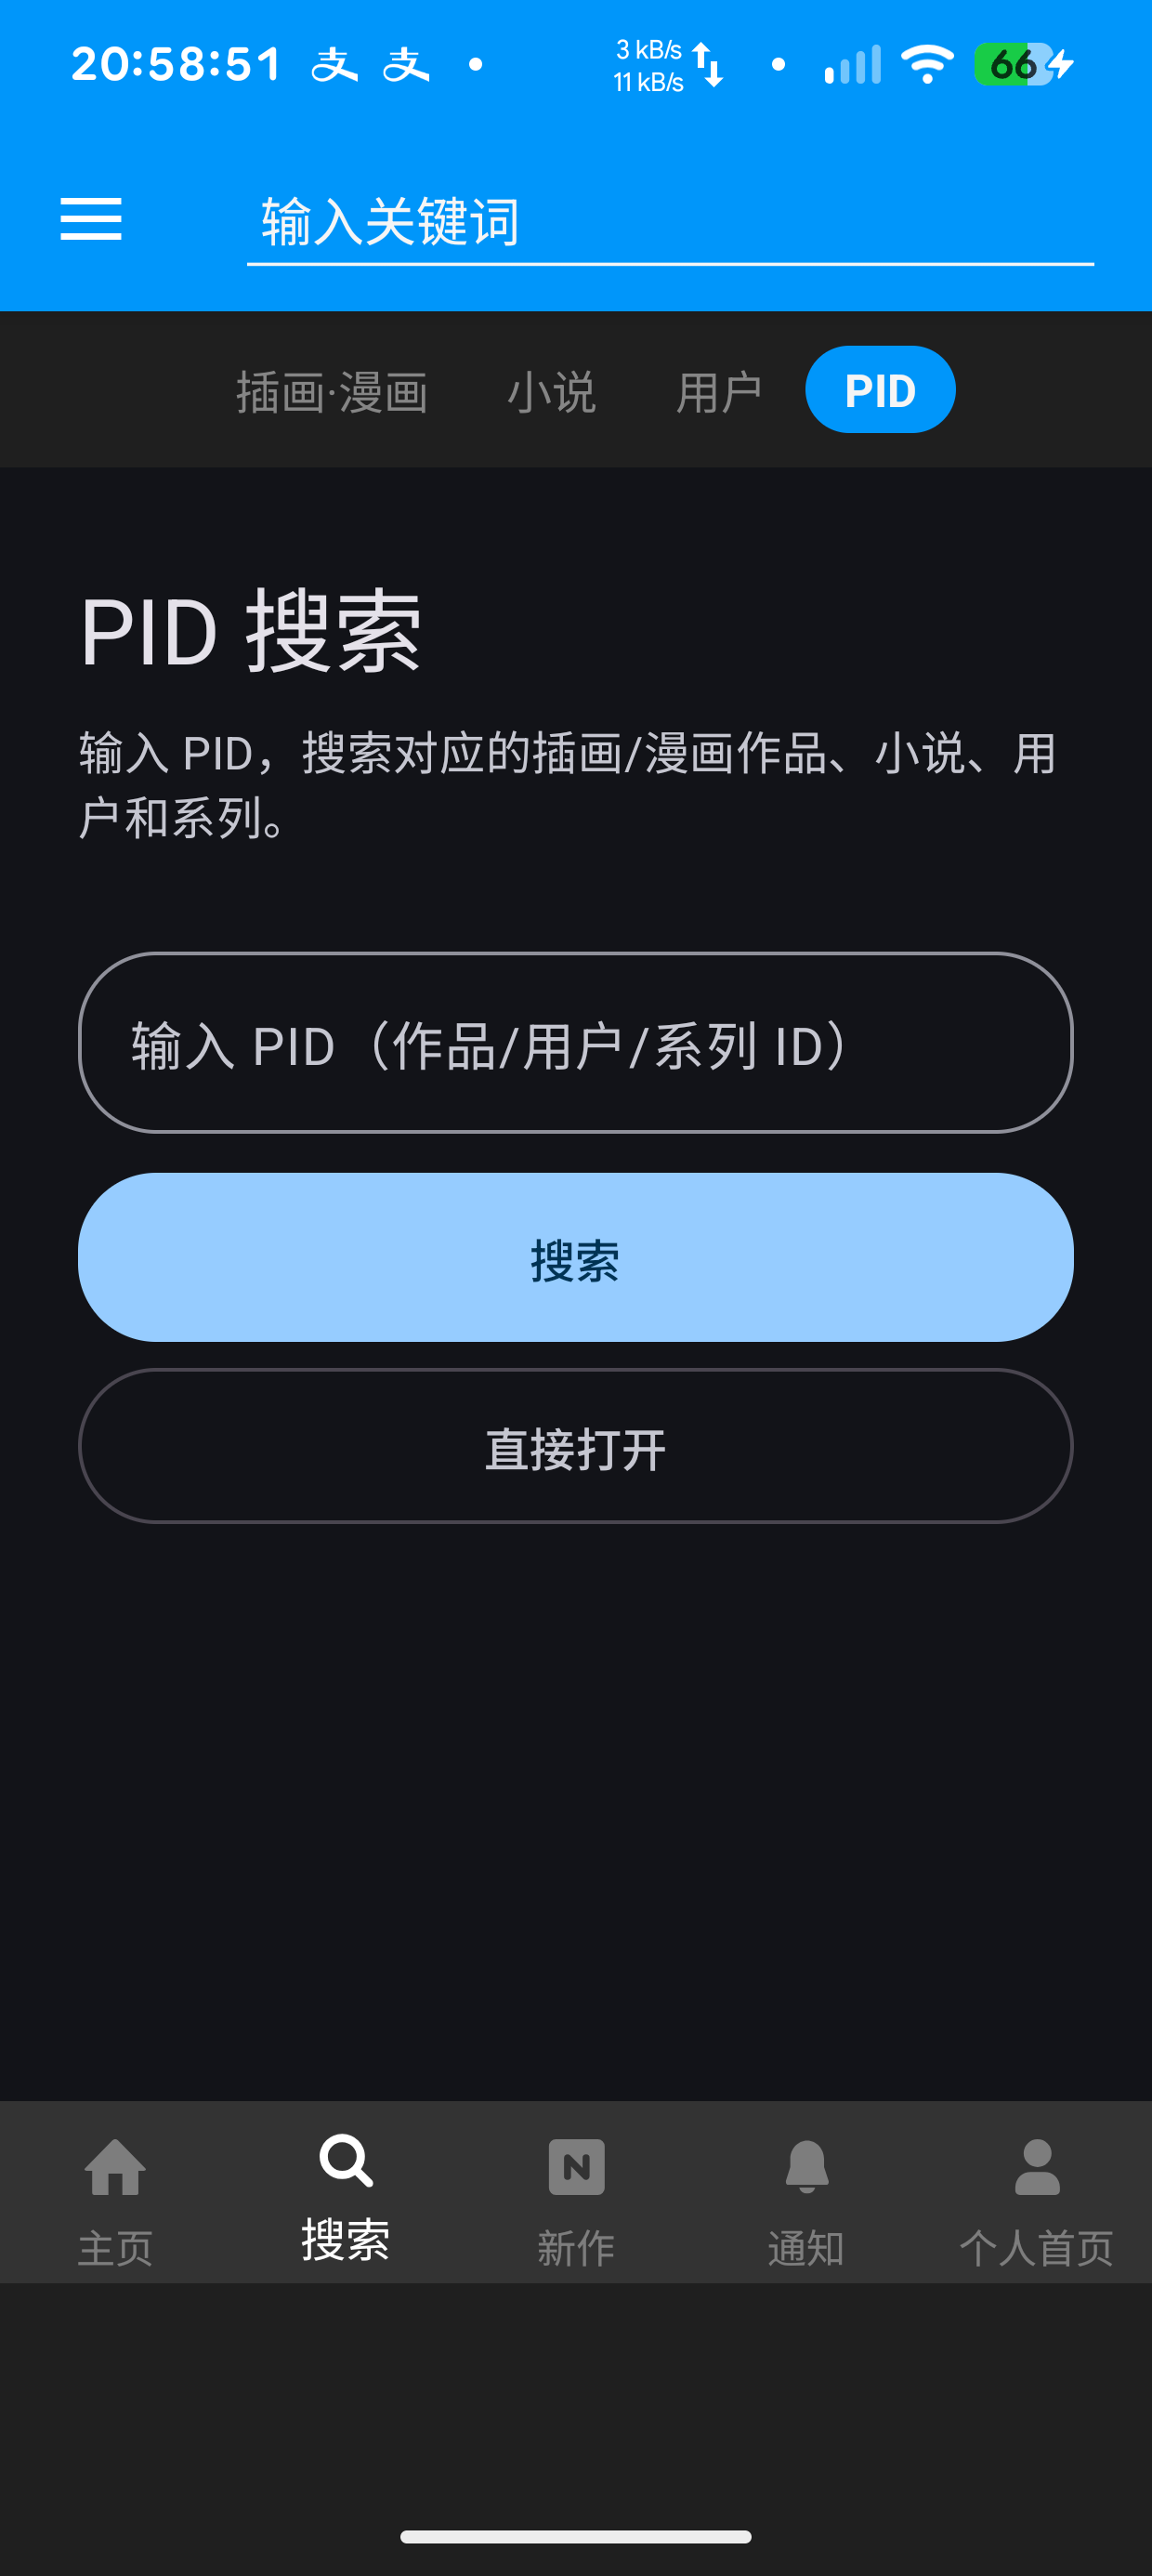 20:58:51
3 kB/s
11 kB/s
66
输入关键词
插画·漫画 小说 用户 PID
PID 搜索
输入 PID，搜索对应的插画/漫画作品、小说、用
户和系列。
输入 PID（作品/用户/系列 ID）
搜索
直接打开
主页 搜索 新作 通知 个人首页